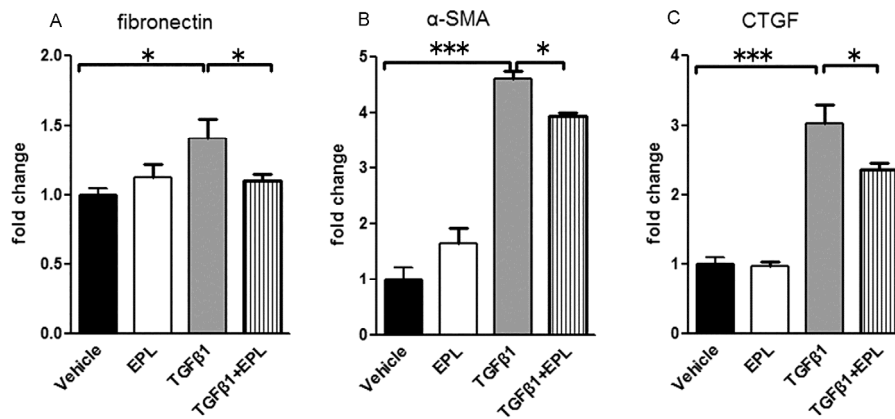 A fibronectin
* *
fold change
2.0
1.5
1.0
0.5
0.0
Vehicle
EPL
TGFβ1
TGFβ1+EPL
B α-SMA
*** *
fold change
5
4
3
2
1
0
Vehicle
EPL
TGFβ1
TGFβ1+EPL
C CTGF
*** *
fold change
4
3
2
1
0
Vehicle
EPL
TGFβ1
TGFβ1+EPL